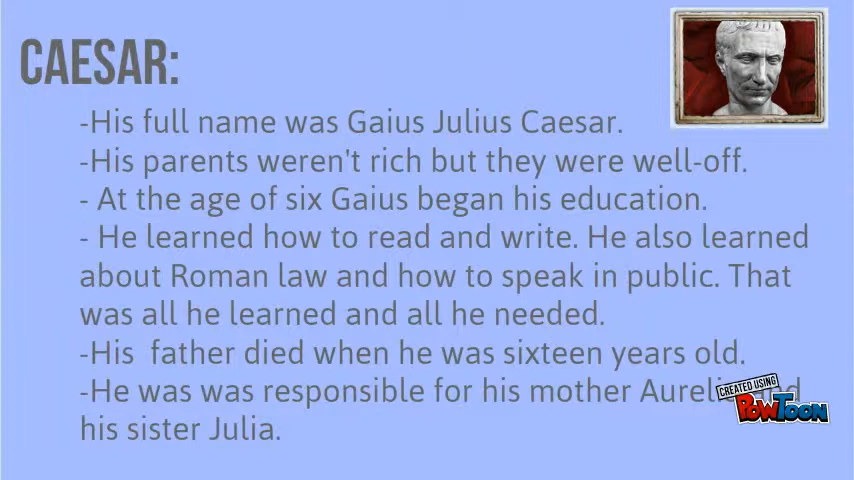 CAESAR:
-His full name was Gaius Julius Caesar.
-His parents weren't rich but they were well-off.
- At the age of six Gaius began his education.
- He learned how to read and write. He also learned
about Roman law and how to speak in public. That
was all he learned and all he needed.
-His  father died when he was sixteen years old.
-He was was responsible for his mother Aurelia and
his sister Julia.
CREATED USING
POWTOON